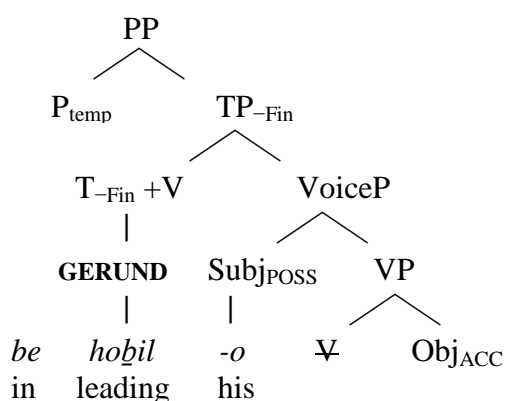 PP
P_temp TP_–Fin
T_–Fin +V VoiceP
GERUND Subj_POSS VP
be hoḇil -o V̶ Obj_ACC
in leading his